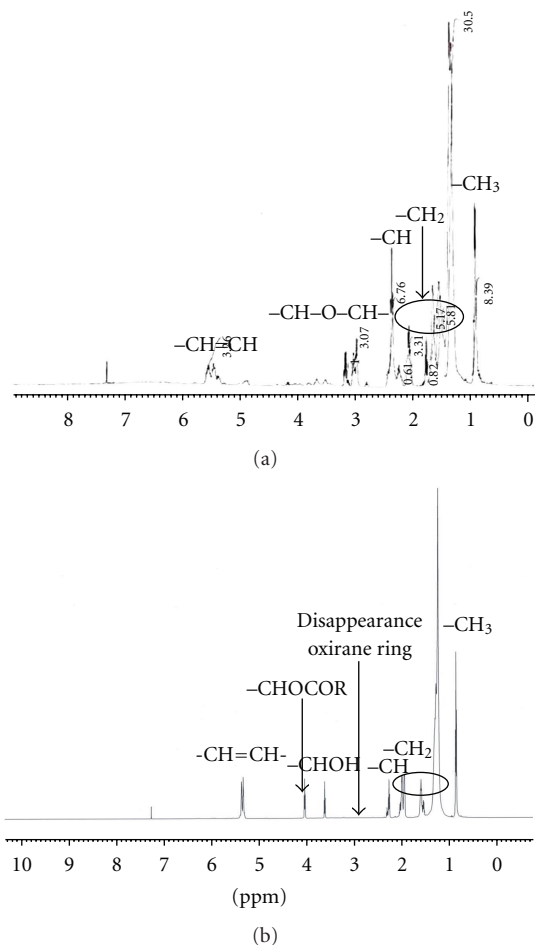 30.5
–CH₃
–CH₂
–CH
6.76
5.17
5.81
8.39
–CH–O–CH–
3.07
3.31
–CH=CH
0.61
0.82
8 7 6 5 4 3 2 1 0
(a)
Disappearance
oxirane ring
–CH₃
–CHOCOR
-CH=CH-
–CHOH
–CH
–CH₂
10 9 8 7 6 5 4 3 2 1 0
(ppm)
(b)